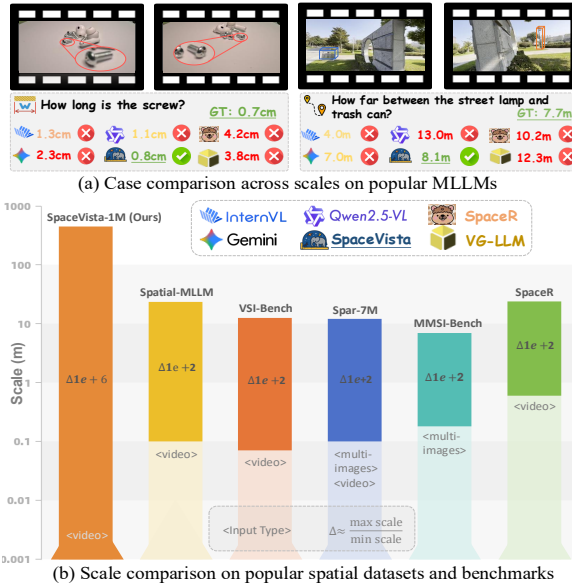 How long is the screw?
GT: 0.7cm
1.3cm
1.1cm
4.2cm
2.3cm
0.8cm
3.8cm
How far between the street lamp and
trash can?
GT: 7.7m
4.0m
13.0m
10.2m
7.0m
8.1m
12.3m
(a) Case comparison across scales on popular MLLMs
1000
100
10
1
0.1
0.01
0.001
Scale (m)
InternVL
Qwen2.5-VL
SpaceR
Gemini
SpaceVista
VG-LLM
SpaceVista-1M (Ours)
Δ1e + 6
<video>
Spatial-MLLM
Δ1e +2
<video>
VSI-Bench
Δ1e +2
<video>
Spar-7M
Δ1e+2
<multi-
images>
<video>
MMSI-Bench
Δ1e +2
<multi-
images>
SpaceR
Δ1e +2
<video>
<Input Type>
Δ≈ max scale
min scale
(b) Scale comparison on popular spatial datasets and benchmarks